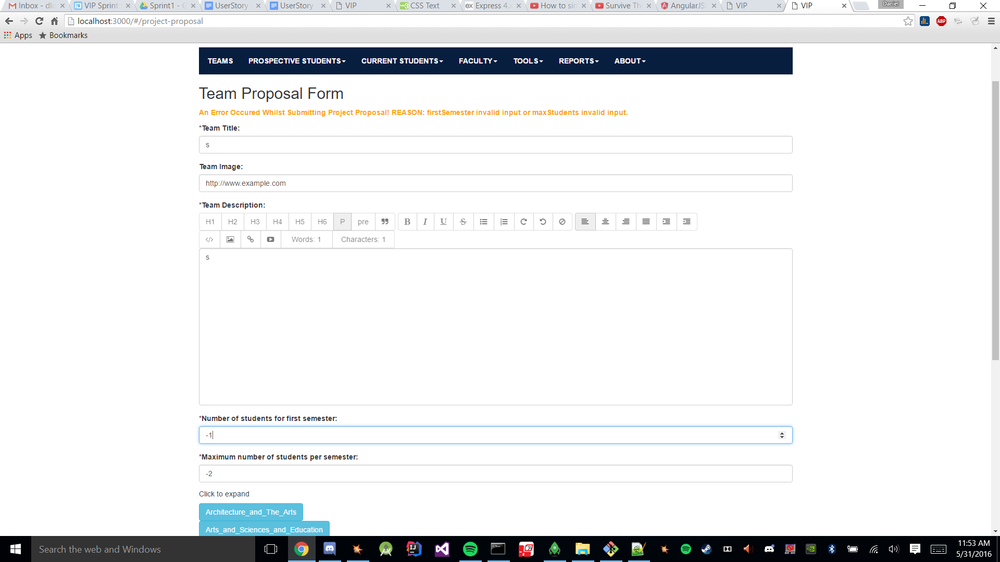 Inbox - dlc
VIP Sprint
Sprint1 - G
UserStory
UserStory
VIP
CSS Text
Express 4.
How to sin
Survive Th
AngularJS
VIP
VIP
Daniel
localhost:3000/#/project-proposal
ABP
Apps
Bookmarks
TEAMS PROSPECTIVE STUDENTS CURRENT STUDENTS FACULTY TOOLS REPORTS ABOUT
Team Proposal Form
An Error Occured Whilst Submitting Project Proposal! REASON: firstSemester invalid input or maxStudents invalid input.
*Team Title:
s
Team Image:
http://www.example.com
*Team Description:
H1 H2 H3 H4 H5 H6 P pre B I U S
Words: 1 Characters: 1
s
*Number of students for first semester:
-1
*Maximum number of students per semester:
-2
Click to expand
Architecture_and_The_Arts
Arts_and_Sciences_and_Education
Search the web and Windows
11:53 AM
5/31/2016